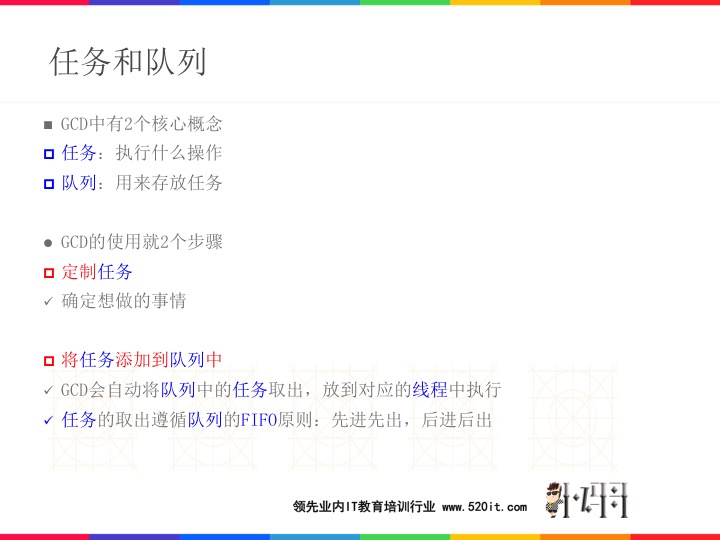 任务和队列
GCD中有2个核心概念
任务：执行什么操作
队列：用来存放任务
GCD的使用就2个步骤
定制任务
确定想做的事情
将任务添加到队列中
GCD会自动将队列中的任务取出，放到对应的线程中执行
任务的取出遵循队列的FIFO原则：先进先出，后进后出
领先业内IT教育培训行业 www.520it.com
小码哥